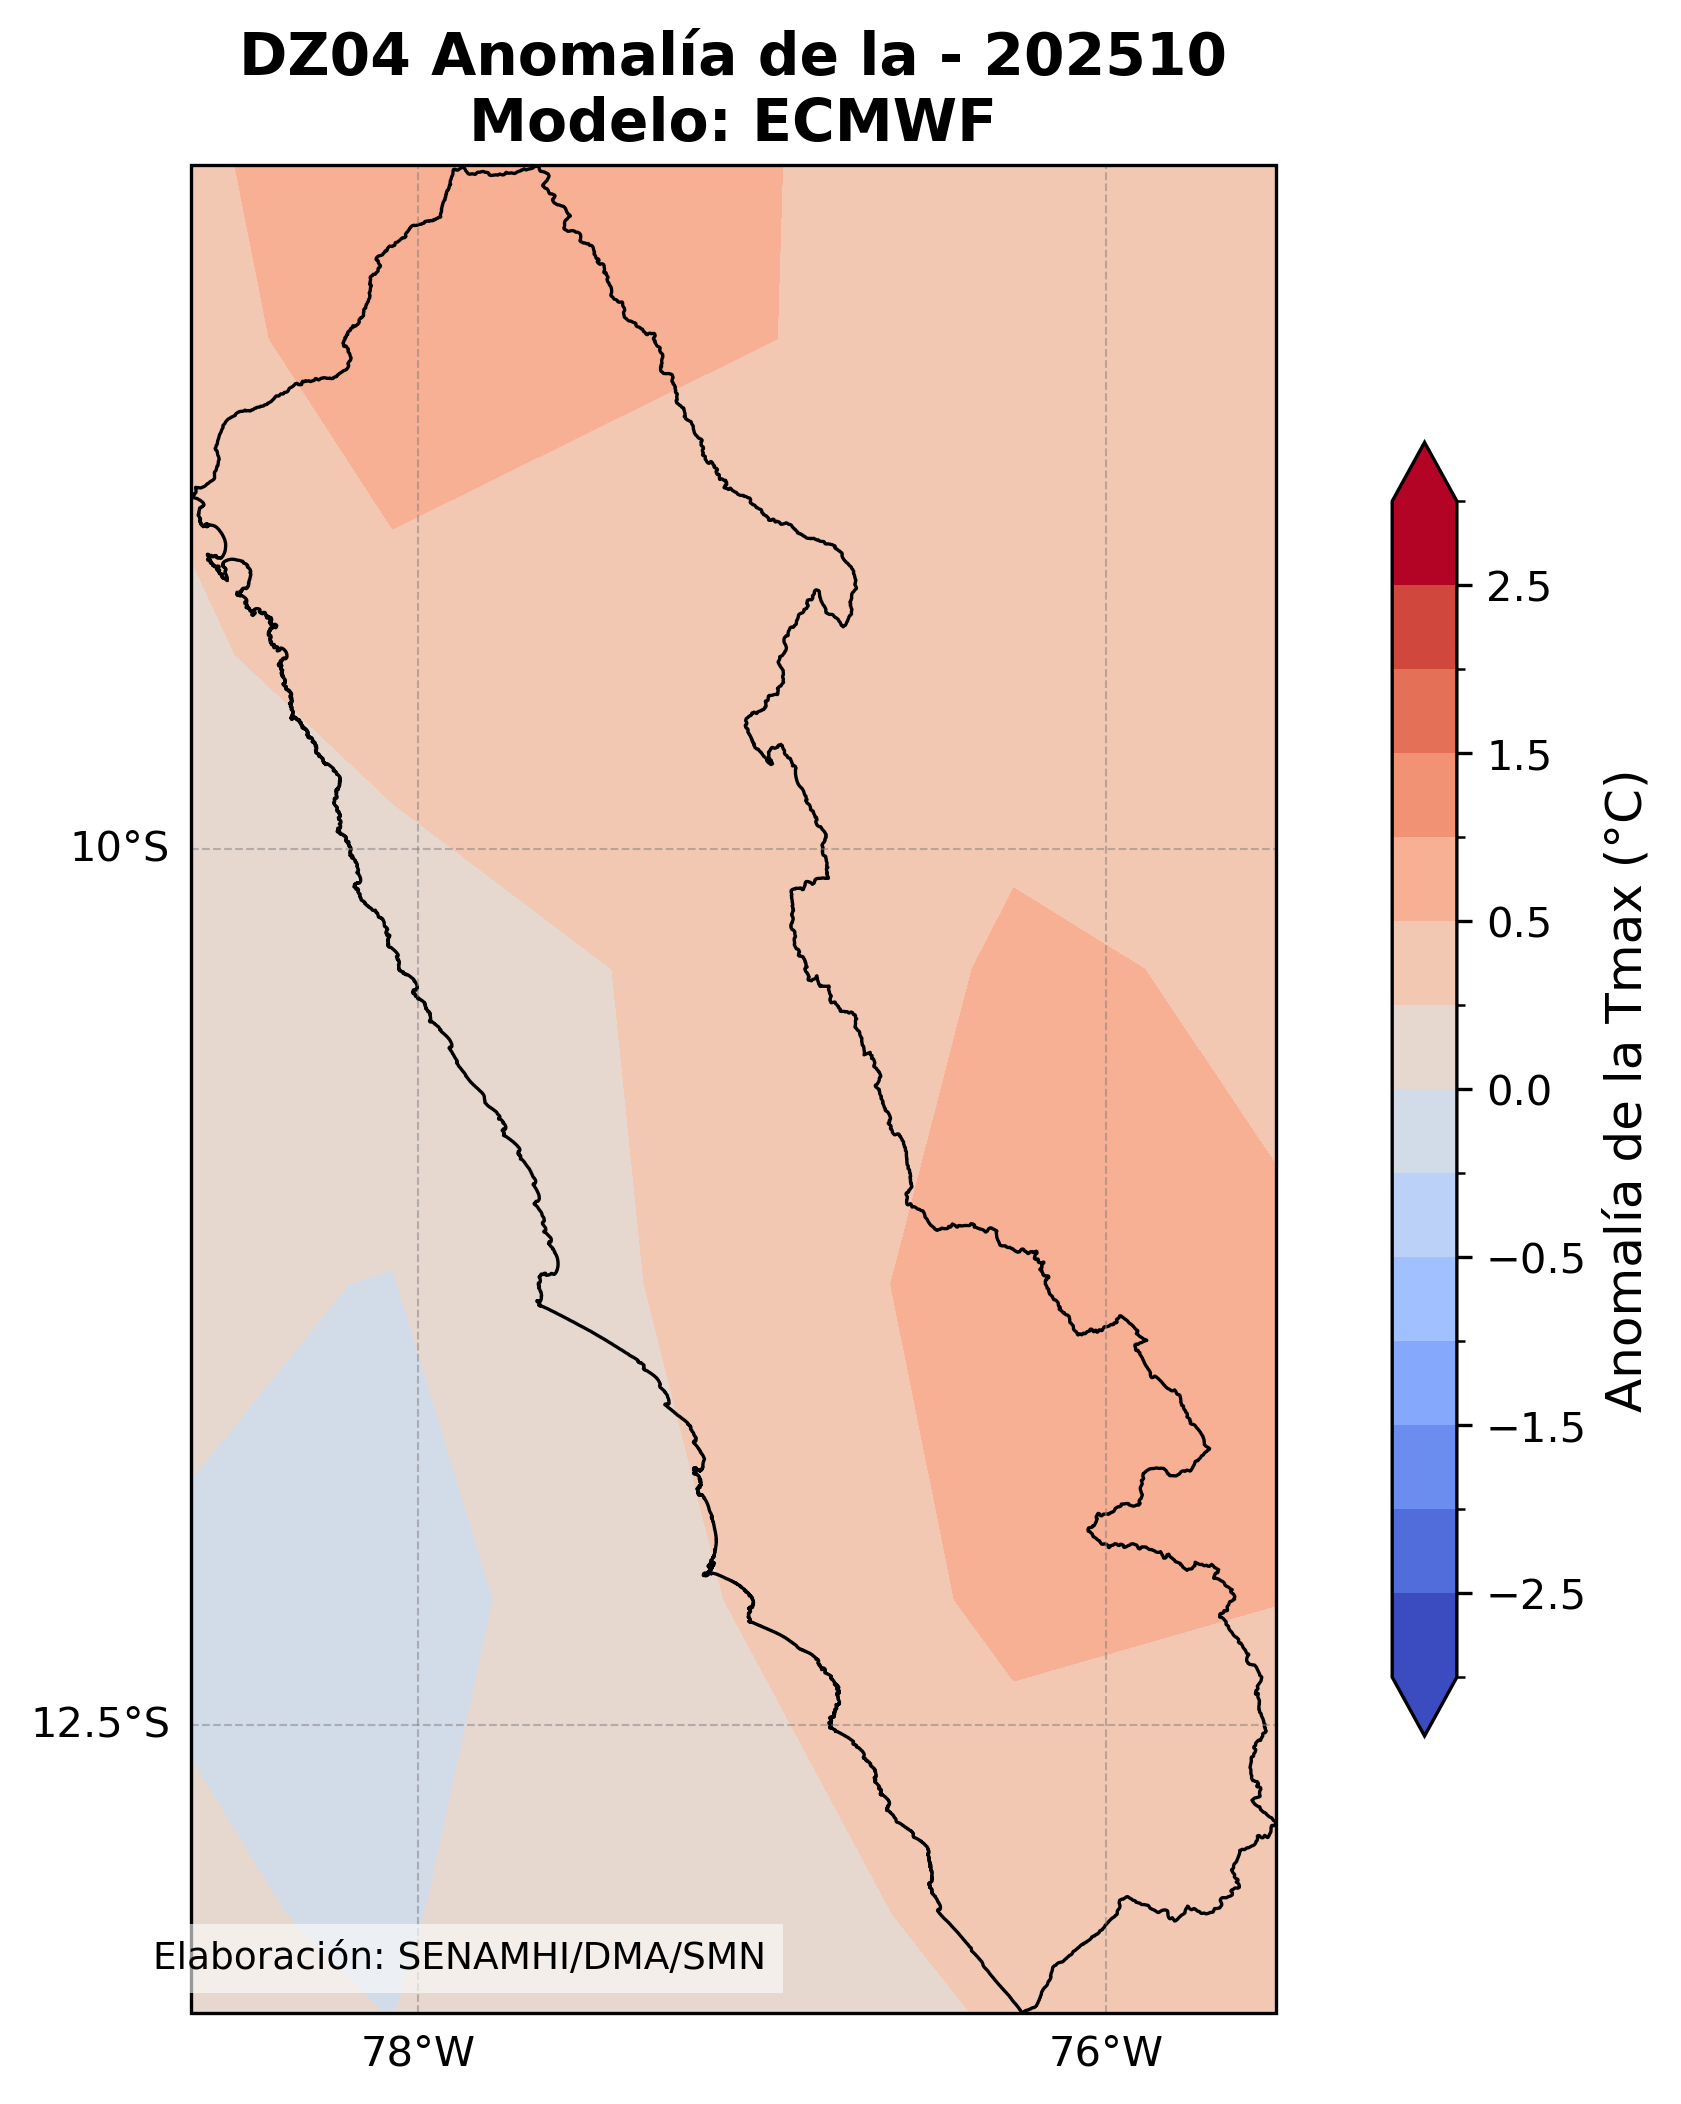 DZ04 Anomalía de la - 202510
Modelo: ECMWF
2.5
1.5
0.5
0.0
−0.5
−1.5
−2.5
Anomalía de la Tmax (°C)
10°S
12.5°S
Elaboración: SENAMHI/DMA/SMN
78°W
76°W